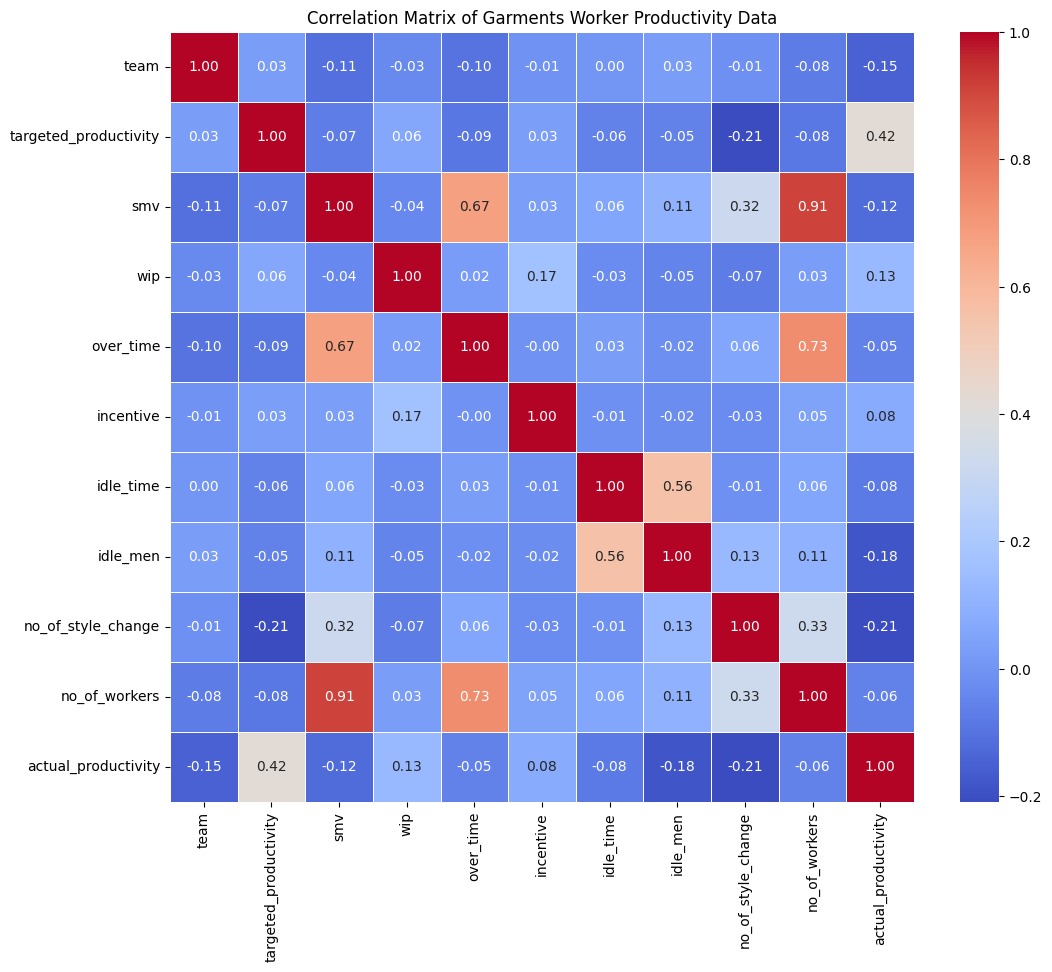 Correlation Matrix of Garments Worker Productivity Data
team 1.00 0.03 -0.11 -0.03 -0.10 -0.01 0.00 0.03 -0.01 -0.08 -0.15
targeted_productivity 0.03 1.00 -0.07 0.06 -0.09 0.03 -0.06 -0.05 -0.21 -0.08 0.42
smv -0.11 -0.07 1.00 -0.04 0.67 0.03 0.06 0.11 0.32 0.91 -0.12
wip -0.03 0.06 -0.04 1.00 0.02 0.17 -0.03 -0.05 -0.07 0.03 0.13
over_time -0.10 -0.09 0.67 0.02 1.00 -0.00 0.03 -0.02 0.06 0.73 -0.05
incentive -0.01 0.03 0.03 0.17 -0.00 1.00 -0.01 -0.02 -0.03 0.05 0.08
idle_time 0.00 -0.06 0.06 -0.03 0.03 -0.01 1.00 0.56 -0.01 0.06 -0.08
idle_men 0.03 -0.05 0.11 -0.05 -0.02 -0.02 0.56 1.00 0.13 0.11 -0.18
no_of_style_change -0.01 -0.21 0.32 -0.07 0.06 -0.03 -0.01 0.13 1.00 0.33 -0.21
no_of_workers -0.08 -0.08 0.91 0.03 0.73 0.05 0.06 0.11 0.33 1.00 -0.06
actual_productivity -0.15 0.42 -0.12 0.13 -0.05 0.08 -0.08 -0.18 -0.21 -0.06 1.00
team
targeted_productivity
smv
wip
over_time
incentive
idle_time
idle_men
no_of_style_change
no_of_workers
actual_productivity
1.0
0.8
0.6
0.4
0.2
0.0
−0.2